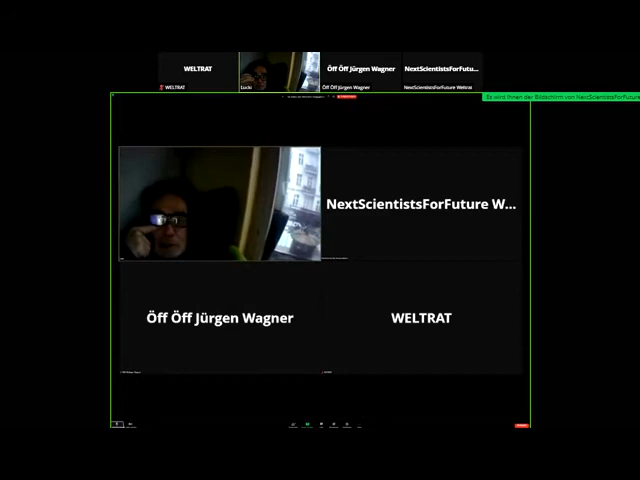 WELTRAT
Öff Öff Jürgen Wagner
NextScientistsForFutu...
WELTRAT
Lucki
Öff Öff Jürgen Wagner
NextScientistsForFuture Weltrat
Es wird Ihnen der Bildschirm von NextScientistsForFuture
NextScientistsForFuture W...
Öff Öff Jürgen Wagner
WELTRAT